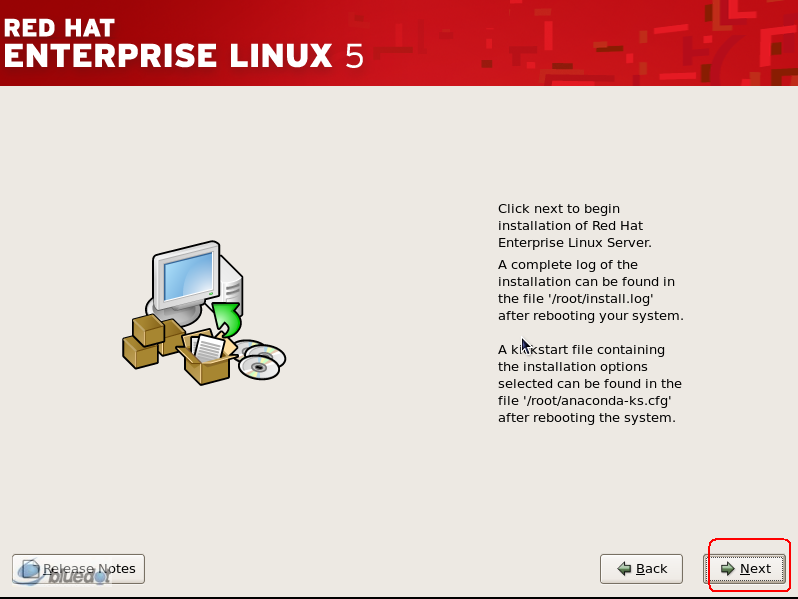 RED HAT
ENTERPRISE LINUX 5
Click next to begin
installation of Red Hat
Enterprise Linux Server.
A complete log of the
installation can be found in
the file '/root/install.log'
after rebooting your system.
A kickstart file containing
the installation options
selected can be found in the
file '/root/anaconda-ks.cfg'
after rebooting the system.
Release Notes
bluedot
Back
Next